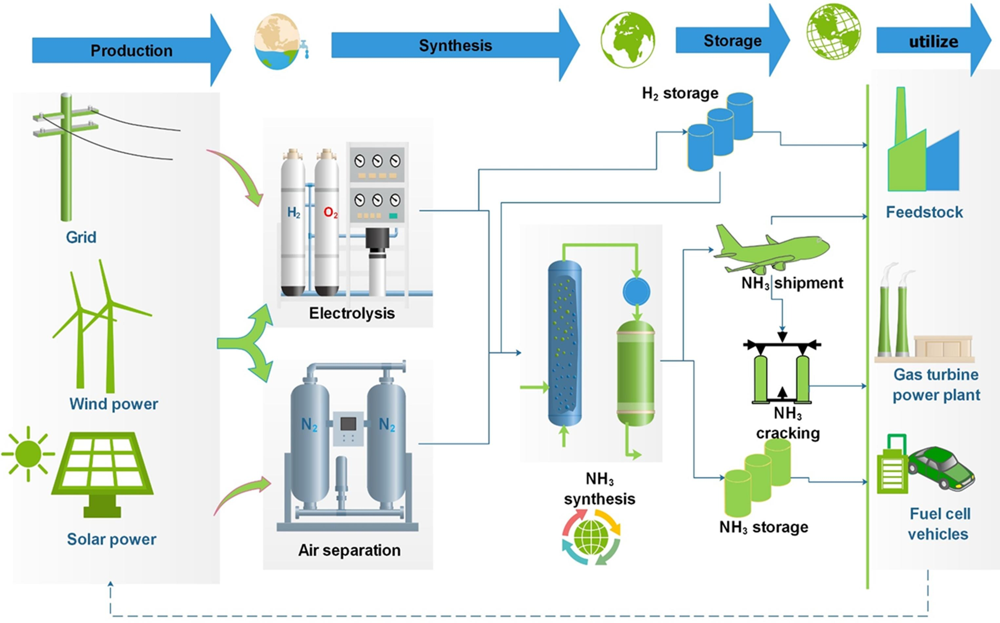 Production
Synthesis
Storage
utilize
H₂ storage
Grid
H₂
O₂
Electrolysis
Wind power
N₂
N₂
Air separation
Solar power
NH₃
synthesis
NH₃ shipment
NH₃
cracking
NH₃ storage
Feedstock
Gas turbine
power plant
Fuel cell
vehicles